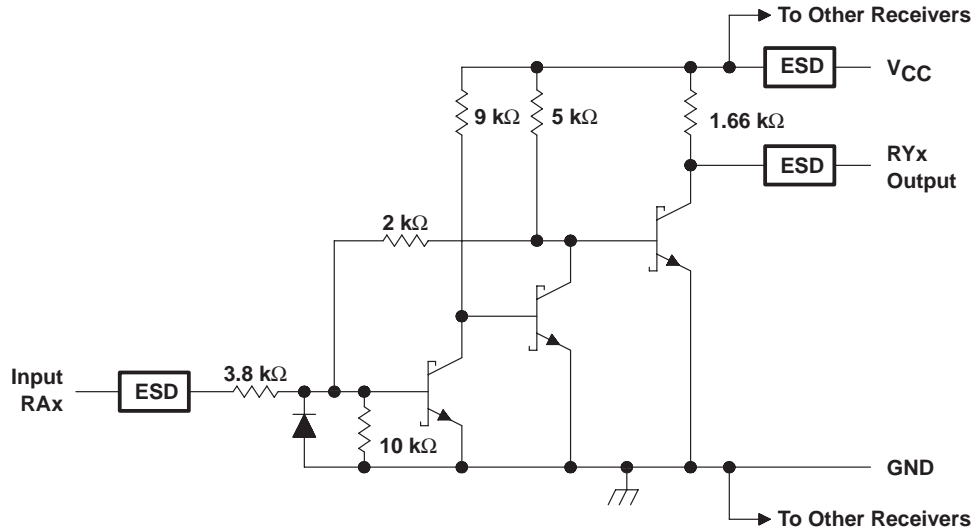 To Other Receivers
ESD
VCC
9 kΩ
5 kΩ
1.66 kΩ
ESD
RYx
Output
2 kΩ
Input
RAx
ESD
3.8 kΩ
10 kΩ
GND
To Other Receivers